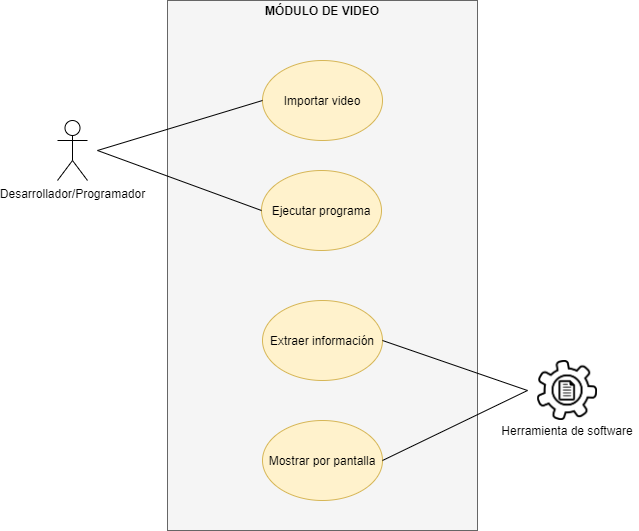 MÓDULO DE VIDEO
Importar video
Desarrollador/Programador
Ejecutar programa
Extraer información
Herramienta de software
Mostrar por pantalla